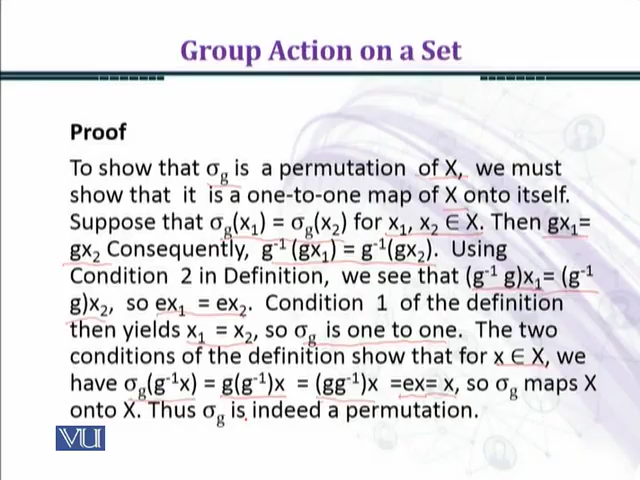 Group Action on a Set
Proof
To show that σg is a permutation of X, we must
show that it is a one-to-one map of X onto itself.
Suppose that σg(x₁) = σg(x₂) for x₁, x₂ ∈ X. Then gx₁=
gx₂ Consequently, g⁻¹ (gx₁) = g⁻¹(gx₂). Using
Condition 2 in Definition, we see that (g⁻¹ g)x₁= (g⁻¹
g)x₂, so ex₁ = ex₂. Condition 1 of the definition
then yields x₁ = x₂, so σg is one to one. The two
conditions of the definition show that for x ∈ X, we
have σg(g⁻¹x) = g(g⁻¹)x = (gg⁻¹)x =ex= x, so σg maps X
onto X. Thus σg is indeed a permutation.
VU